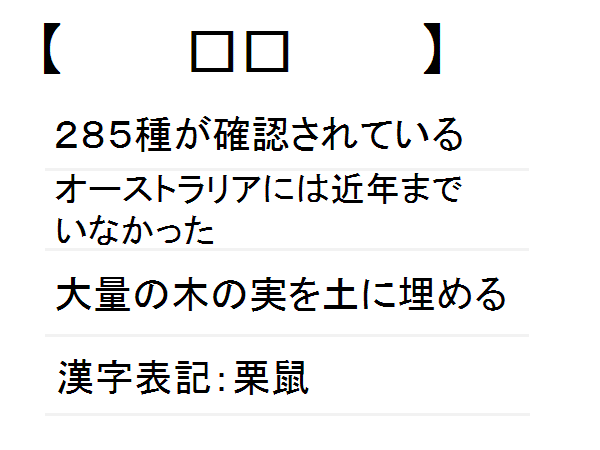 【 □□ 】
285種が確認されている
オーストラリアには近年まで
いなかった
大量の木の実を土に埋める
漢字表記：栗鼠